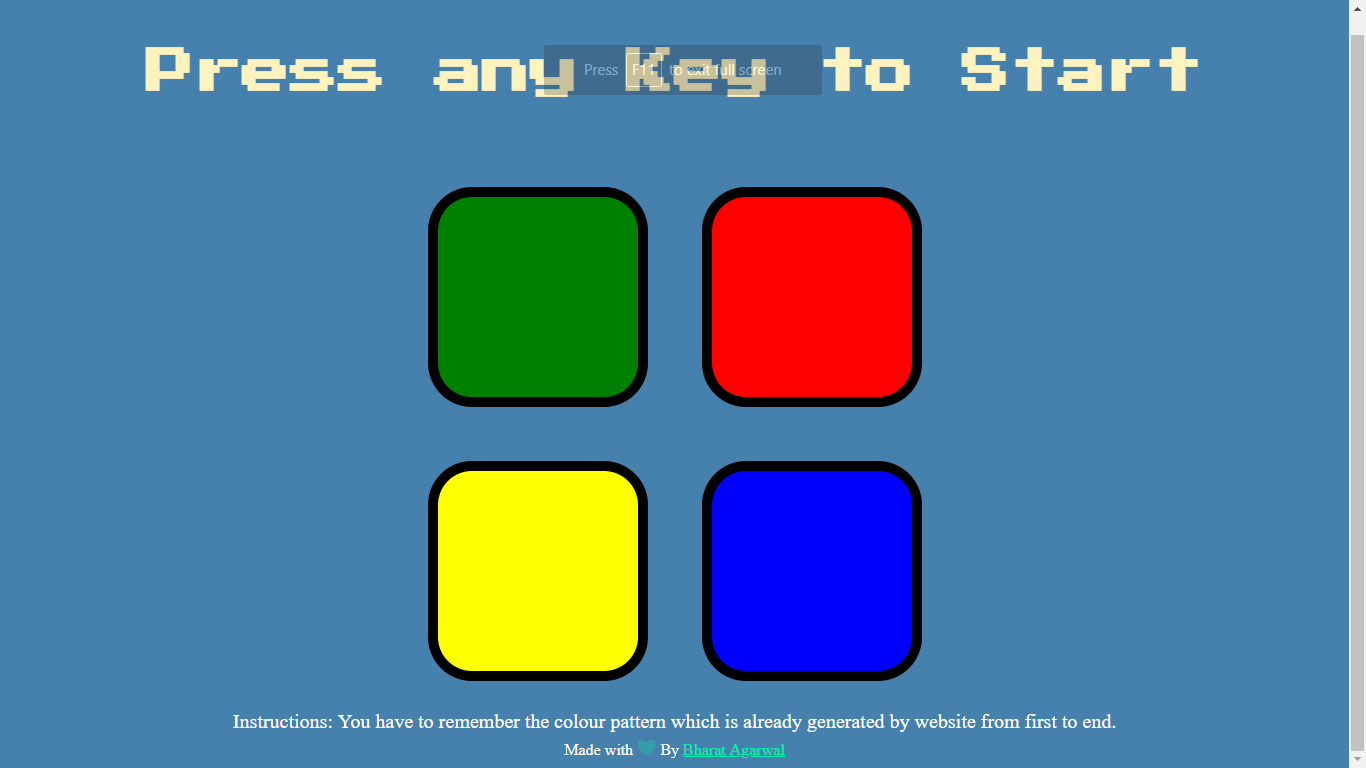 Press any Key to Start
Press F11 to exit full screen
Instructions: You have to remember the colour pattern which is already generated by website from first to end.
Made with By Bharat Agarwal